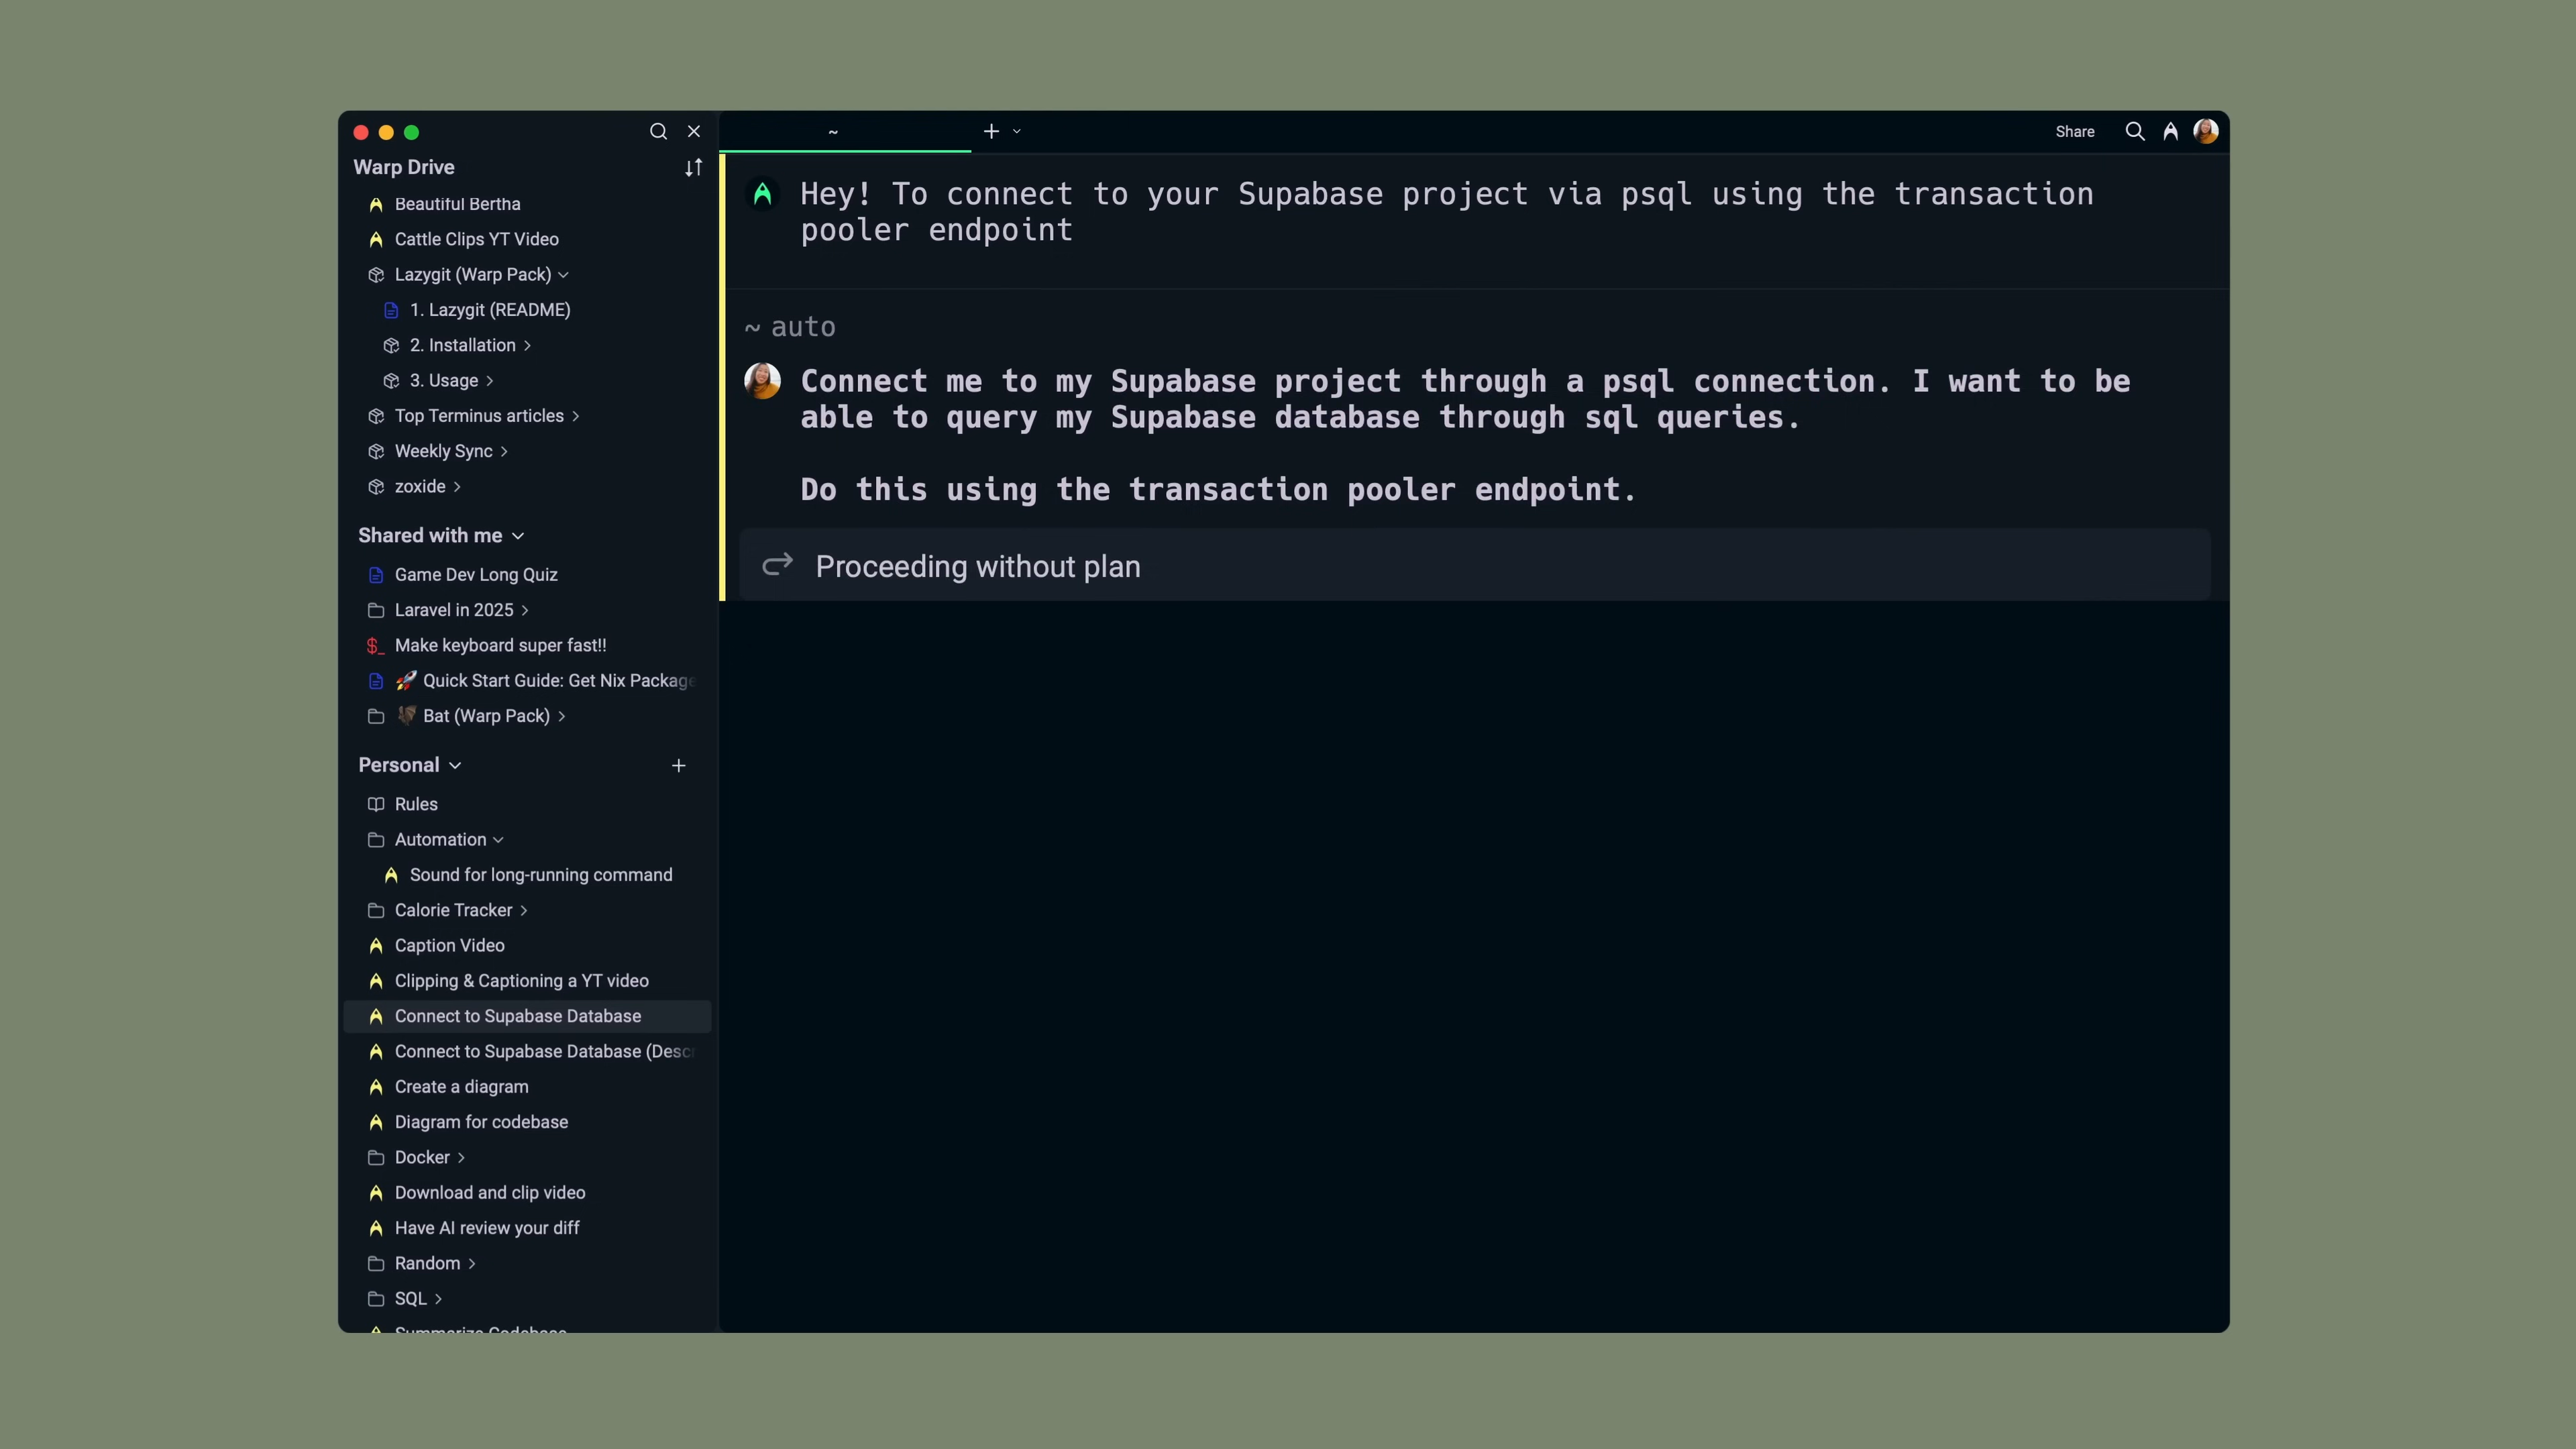 Warp Drive
Beautiful Bertha
Cattle Clips YT Video
Lazygit (Warp Pack)
1. Lazygit (README)
2. Installation
3. Usage
Top Terminus articles
Weekly Sync
zoxide
Shared with me
Game Dev Long Quiz
Laravel in 2025
$_ Make keyboard super fast!!
🚀 Quick Start Guide: Get Nix Package
🦇 Bat (Warp Pack)
Personal
Rules
Automation
Sound for long-running command
Calorie Tracker
Caption Video
Clipping & Captioning a YT video
Connect to Supabase Database
Connect to Supabase Database (Desc
Create a diagram
Diagram for codebase
Docker
Download and clip video
Have AI review your diff
Random
SQL
Summarize Codebase
~
Share
Hey! To connect to your Supabase project via psql using the transaction
pooler endpoint
~ auto
Connect me to my Supabase project through a psql connection. I want to be
able to query my Supabase database through sql queries.
Do this using the transaction pooler endpoint.
Proceeding without plan